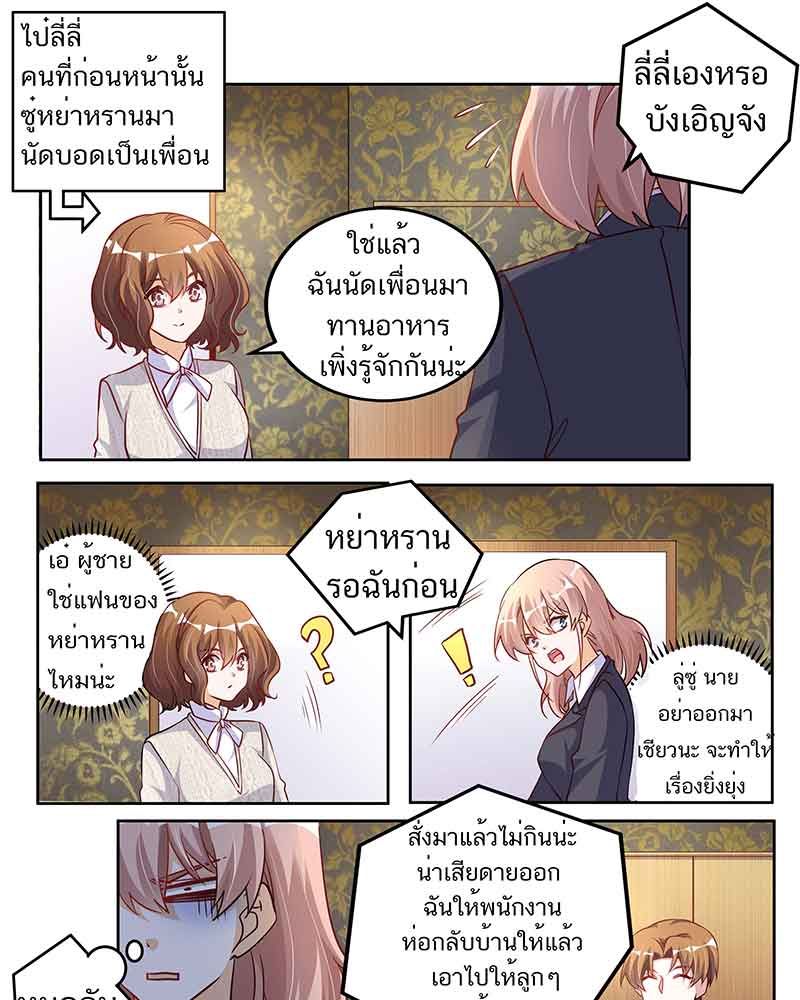 ไป๋ลี่ลี่
คนที่ก่อนหน้านั้น
ซู๋หย่าหรานมา
นัดบอดเป็นเพื่อน
ลี่ลี่เองหรอ
บังเอิญจัง
ใช่แล้ว
ฉันนัดเพื่อนมา
ทานอาหาร
เพิ่งรู้จักกันน่ะ
หย่าหราน
รอฉันก่อน
เอ๋ ผู้ชาย
ใช่แฟนของ
หย่าหราน
ไหมน่ะ
?
!
ลู่ซู่ นาย
อย่าออกมา
เชียวนะ จะทำให้
เรื่องยิ่งยุ่ง
สั่งมาแล้วไม่กินน่ะ
น่าเสียดายออก
ฉันให้พนักงาน
ห่อกลับบ้านให้แล้ว
เอาไปให้ลูกๆ